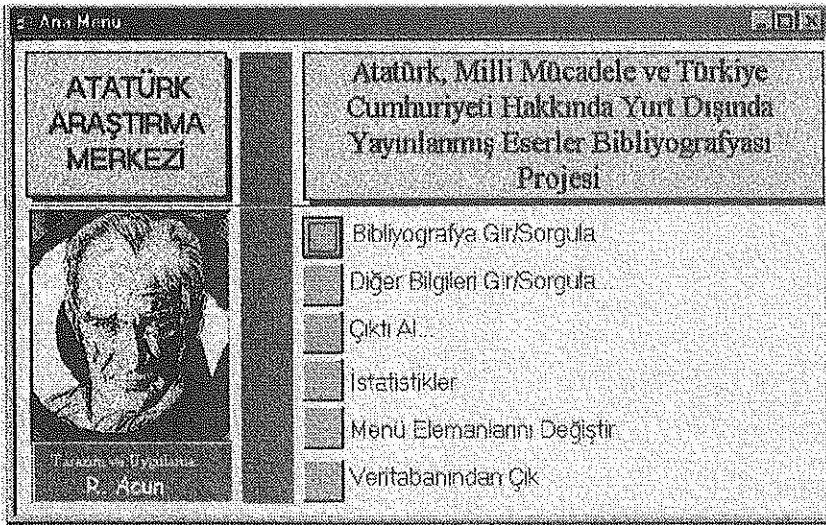 Ana Menü
ATATÜRK
ARAŞTIRMA
MERKEZİ
Atatürk, Milli Mücadele ve Türkiye
Cumhuriyeti Hakkında Yurt Dışında
Yayınlanmış Eserler Bibliyografyası
Projesi
Bibliyografya Gir/Sorgula
Diğer Bilgileri Gir/Sorgula...
Çıktı Al...
İstatistikler
Menü Elemanlarını Değiştir
Veritabanından Çık
Tasarım ve Uygulama
R. Acun